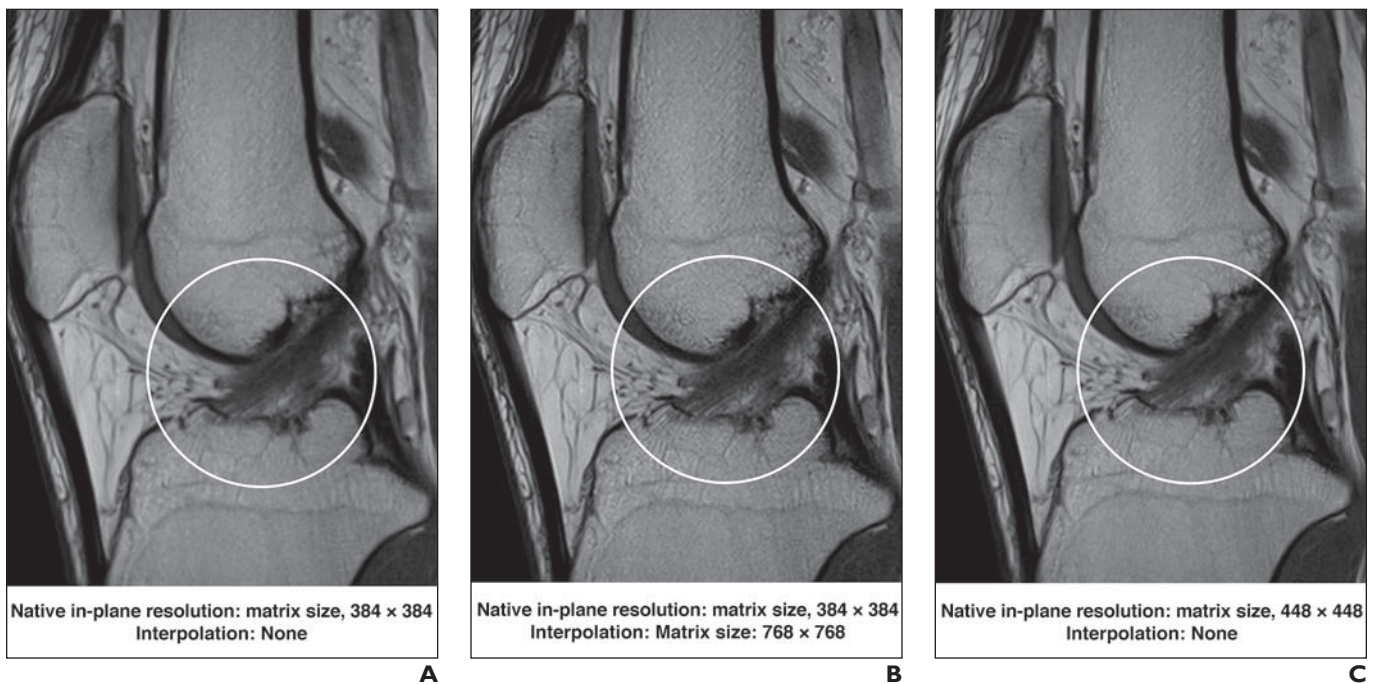 Native in-plane resolution: matrix size, 384 × 384
Interpolation: None
A
Native in-plane resolution: matrix size, 384 × 384
Interpolation: Matrix size: 768 × 768
B
Native in-plane resolution: matrix size, 448 × 448
Interpolation: None
C